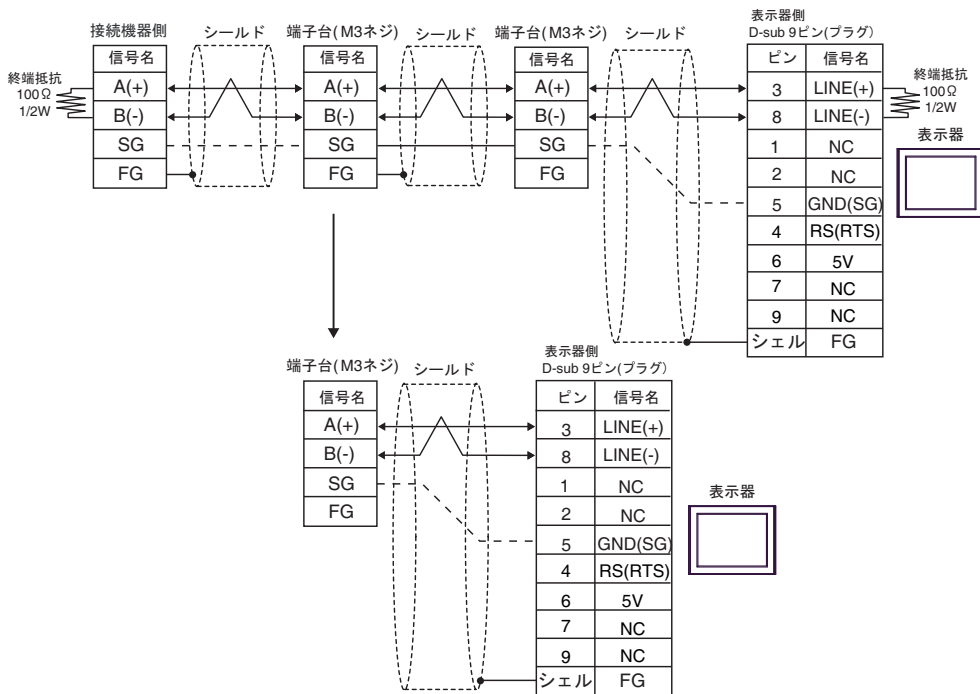 接続機器側
シールド
端子台(M3ネジ)
シールド
端子台(M3ネジ)
シールド
表示器側
D-sub 9ピン(プラグ)
信号名
A(+)
B(-)
SG
FG
信号名
A(+)
B(-)
SG
FG
信号名
A(+)
B(-)
SG
FG
ピン 信号名
3 LINE(+)
8 LINE(-)
1 NC
2 NC
5 GND(SG)
4 RS(RTS)
6 5V
7 NC
9 NC
シェル FG
終端抵抗
100Ω
1/2W
終端抵抗
100Ω
1/2W
表示器
端子台(M3ネジ)
シールド
表示器側
D-sub 9ピン(プラグ)
信号名
A(+)
B(-)
SG
FG
ピン 信号名
3 LINE(+)
8 LINE(-)
1 NC
2 NC
5 GND(SG)
4 RS(RTS)
6 5V
7 NC
9 NC
シェル FG
表示器